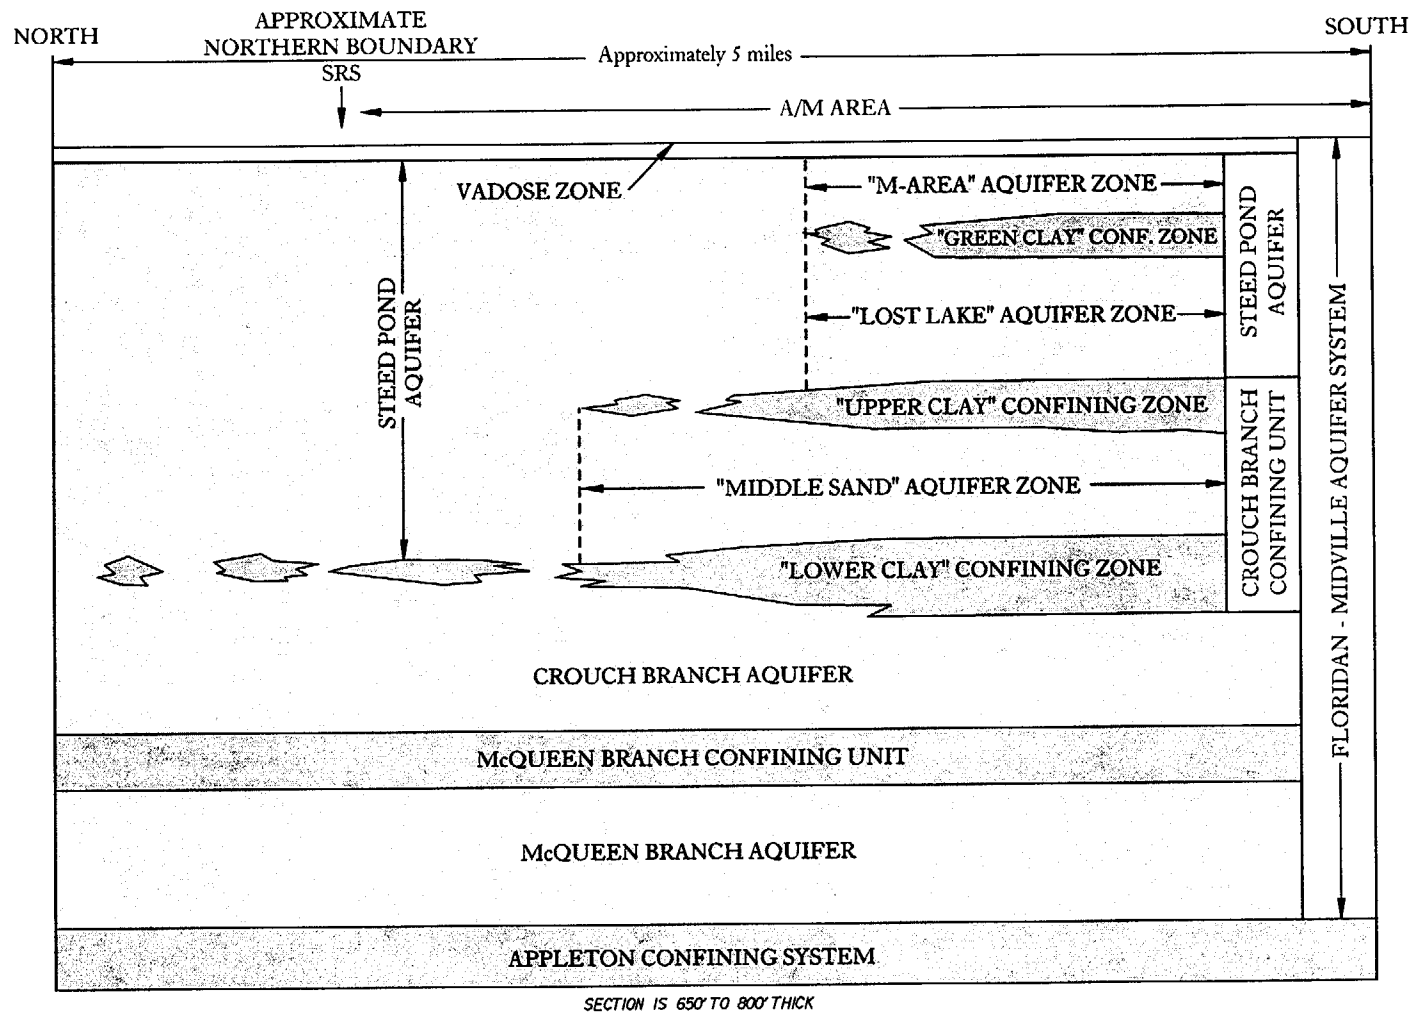 NORTH
APPROXIMATE
NORTHERN BOUNDARY
SRS
SOUTH
Approximately 5 miles
A/M AREA
VADOSE ZONE
"M-AREA" AQUIFER ZONE
"GREEN CLAY" CONF. ZONE
"LOST LAKE" AQUIFER ZONE
STEED POND
AQUIFER
STEED POND
AQUIFER
"UPPER CLAY" CONFINING ZONE
"MIDDLE SAND" AQUIFER ZONE
"LOWER CLAY" CONFINING ZONE
CROUCH BRANCH
CONFINING UNIT
FLORIDAN - MIDVILLE AQUIFER SYSTEM
CROUCH BRANCH AQUIFER
McQUEEN BRANCH CONFINING UNIT
McQUEEN BRANCH AQUIFER
APPLETON CONFINING SYSTEM
SECTION IS 650' TO 800' THICK